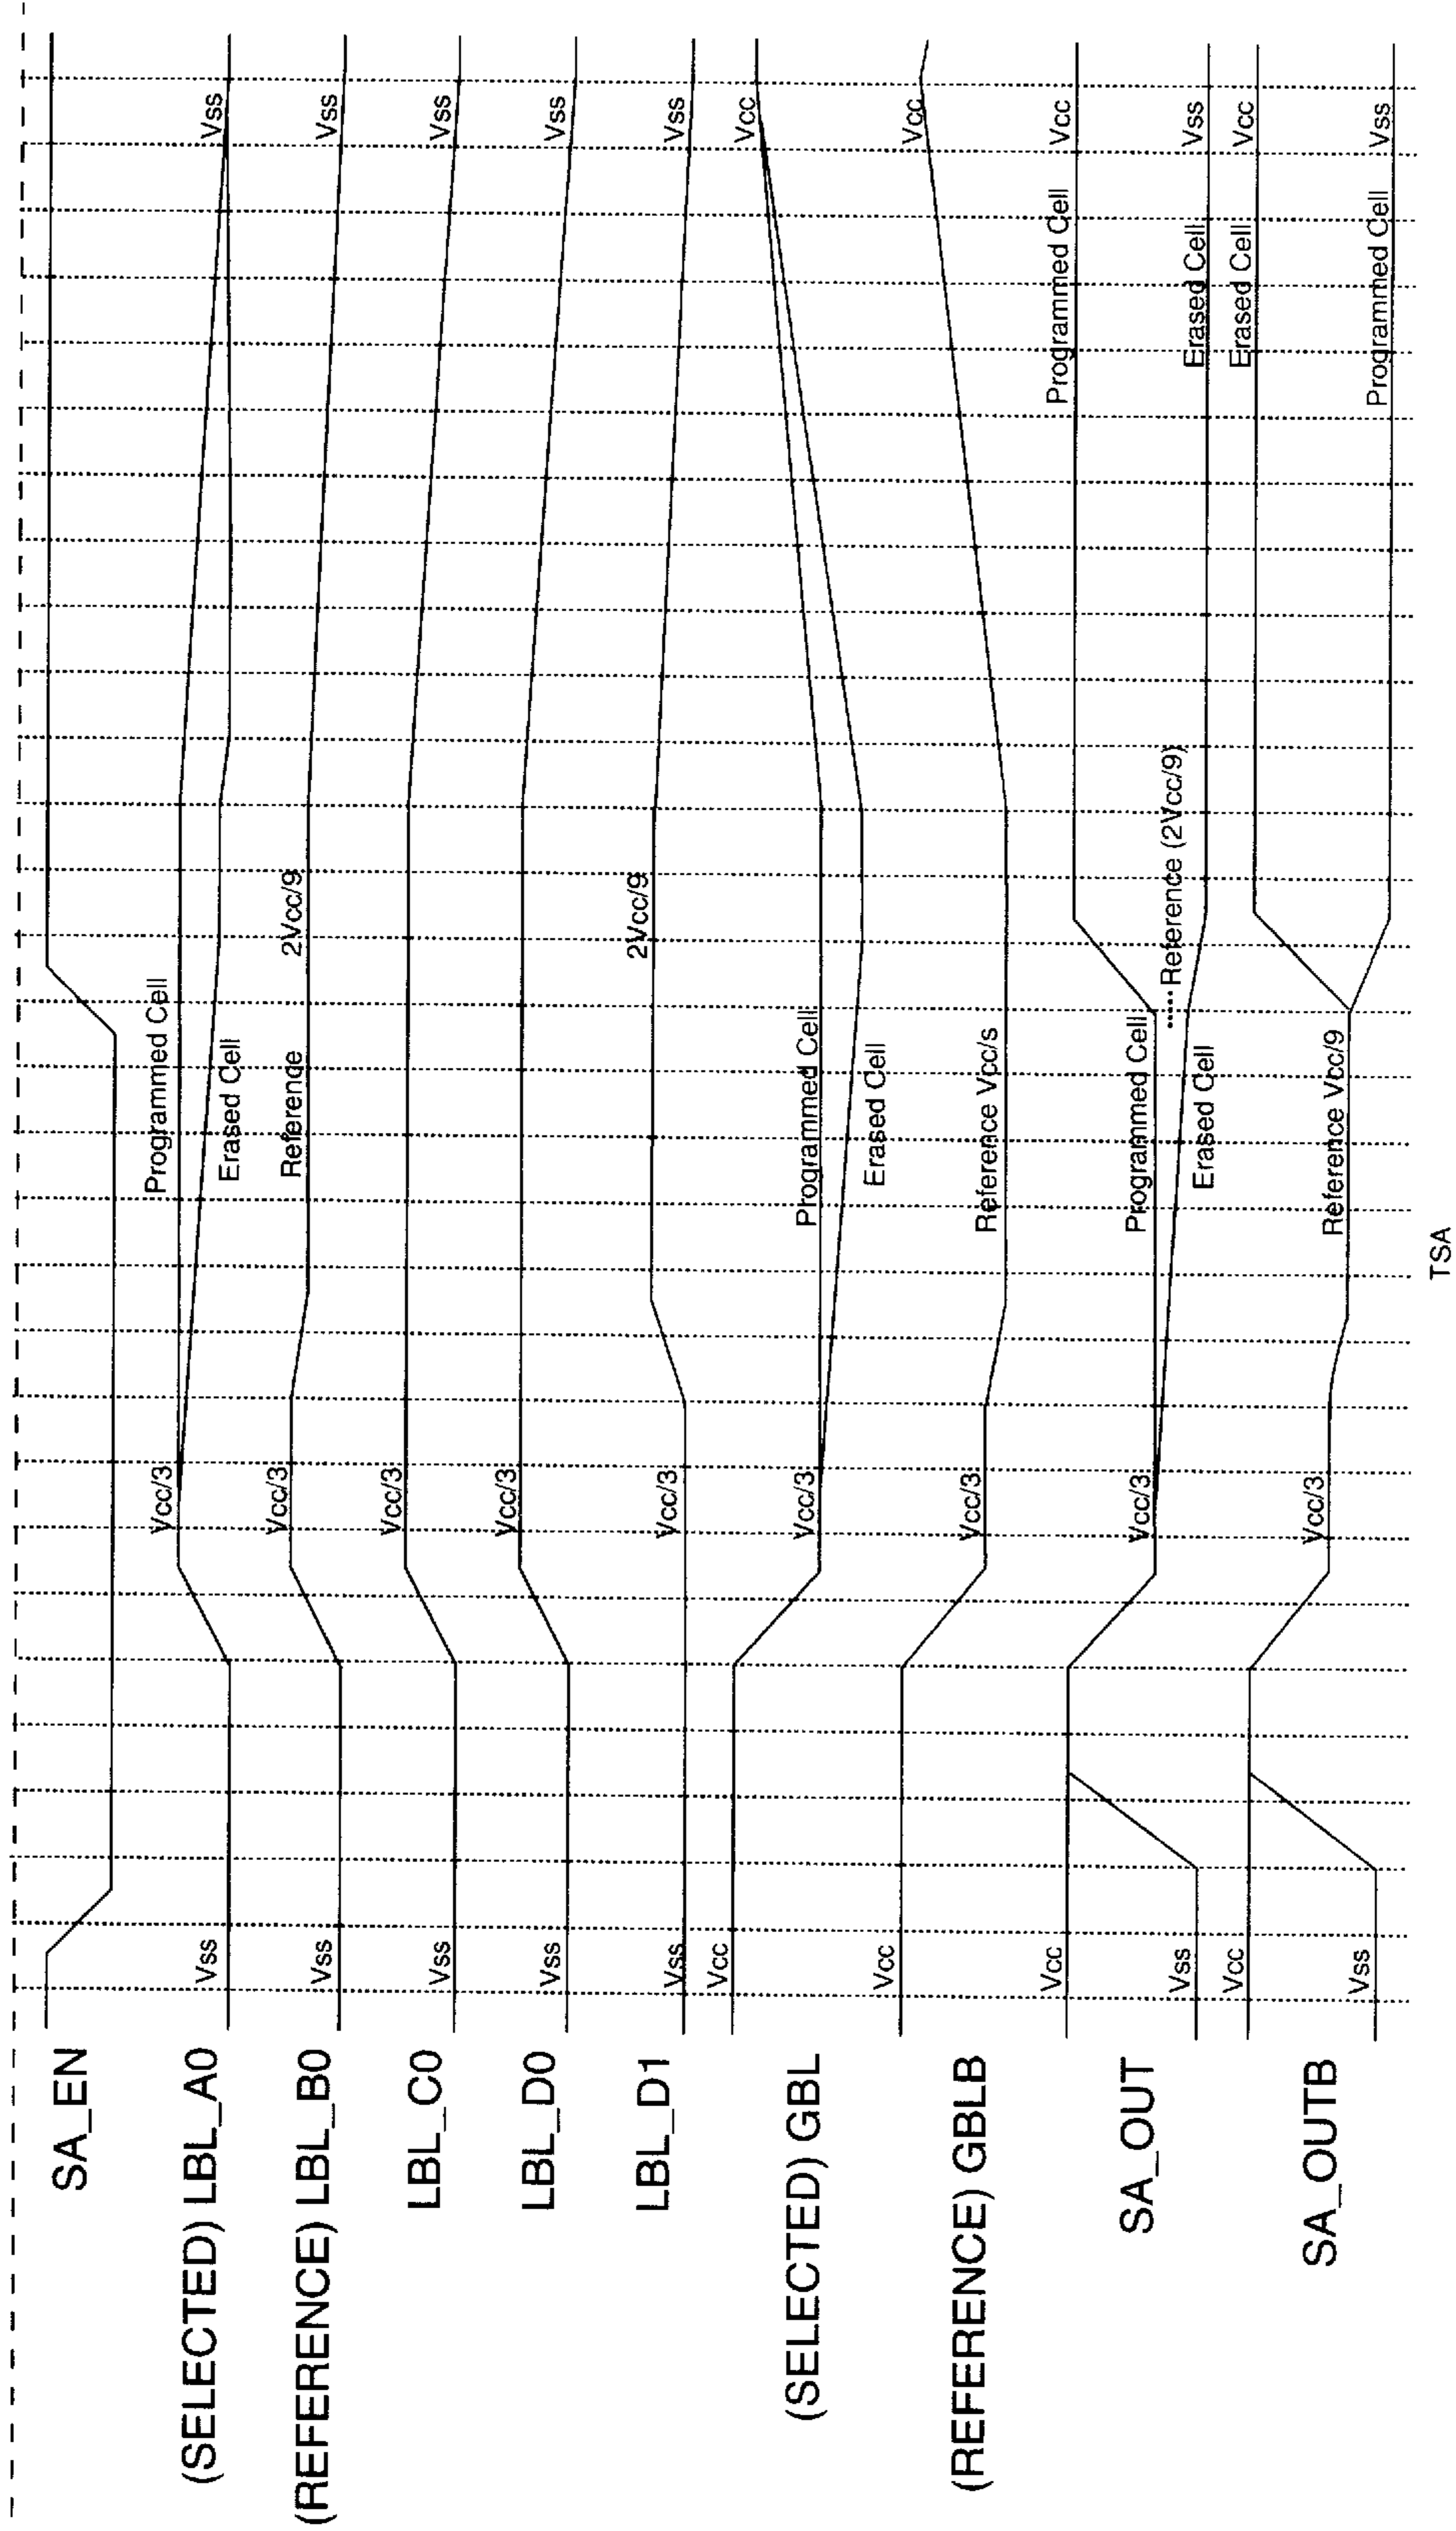 SA_EN
(SELECTED) LBL_A0
Vss
Vcc/3
Programmed Cell
Erased Cell
Vss
(REFERENCE) LBL_B0
Vss
Vcc/3
Reference
2Vcc/9
Vss
LBL_C0
Vss
Vcc/3
Vss
LBL_D0
Vss
Vcc/3
Vss
LBL_D1
Vss
Vcc/3
2Vcc/9
Vss
(SELECTED) GBL
Vcc
Vcc/3
Programmed Cell
Erased Cell
Vcc
(REFERENCE) GBLB
Vcc
Vcc/3
Reference Vcc/s
Vcc
SA_OUT
Vcc
Vss
Vcc/3
Programmed Cell
Erased Cell
Reference (2Vcc/9)
Programmed Cell
Vcc
Erased Cell
Vss
SA_OUTB
Vcc
Vss
Vcc/3
Reference Vcc/9
Erased Cell
Vcc
Programmed Cell
Vss
TSA